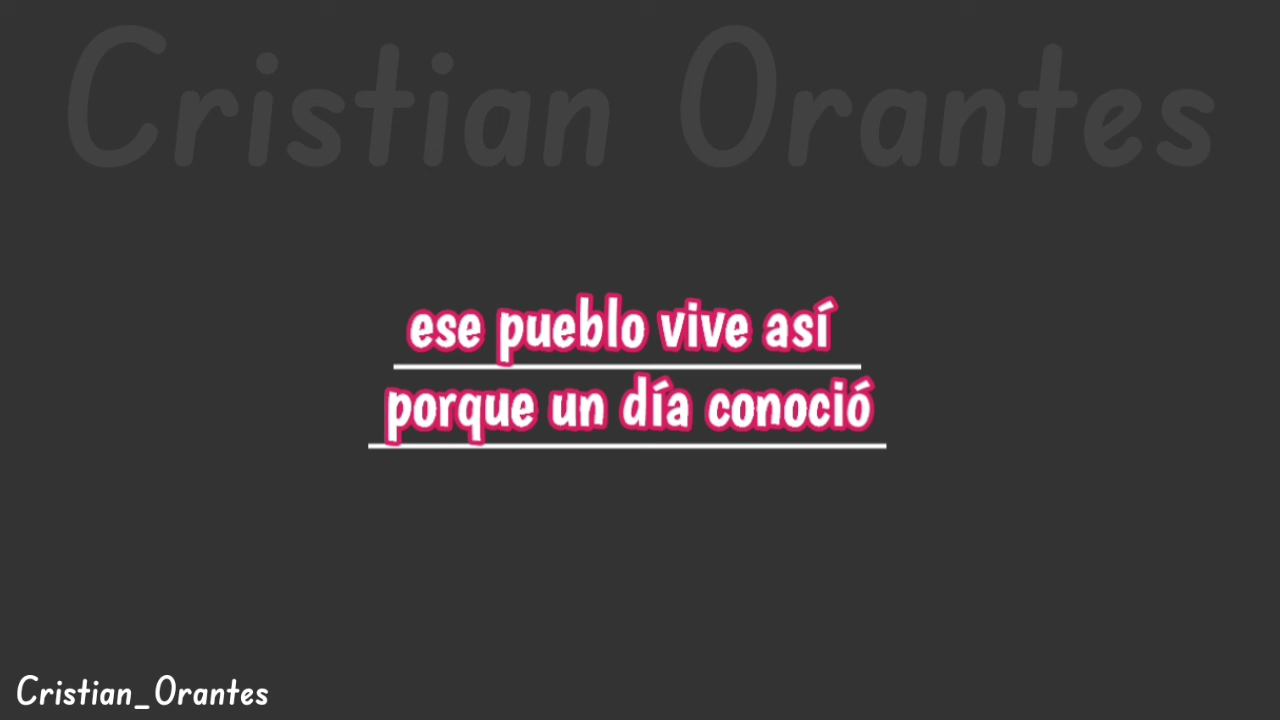 Cristian Orantes
ese pueblo vive así
porque un día conoció
Cristian_Orantes